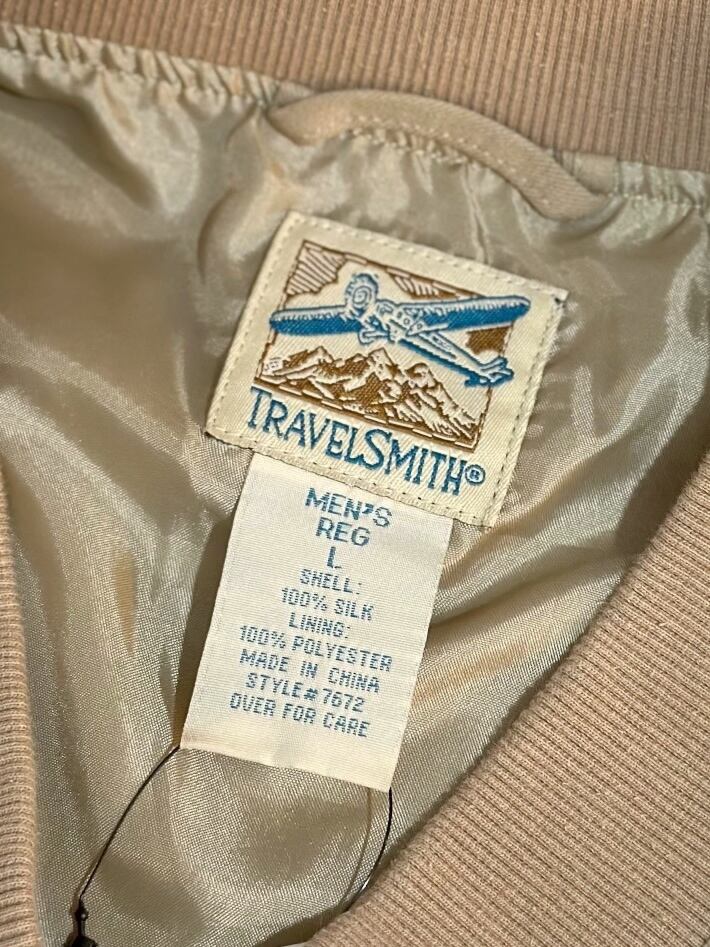 TRAVELSMITH®
MEN'S
REG
L
SHELL:
100% SILK
LINING:
100% POLYESTER
MADE IN CHINA
STYLE# 7672
OVER FOR CARE